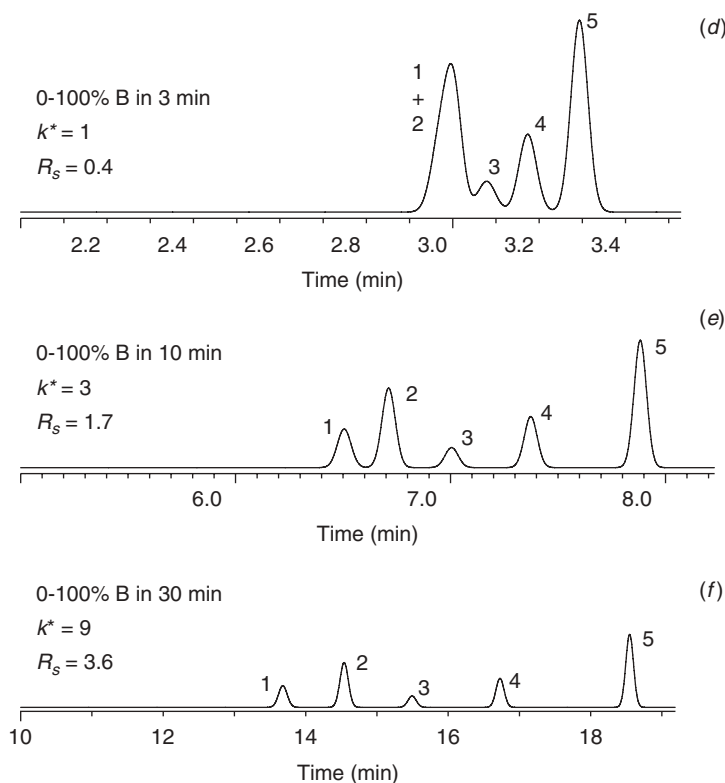 (d)
0-100% B in 3 min
k* = 1
Rs = 0.4
1
+
2
3
4
5
2.2 2.4 2.6 2.8 3.0 3.2 3.4
Time (min)
(e)
0-100% B in 10 min
k* = 3
Rs = 1.7
1 2 3 4 5
6.0 7.0 8.0
Time (min)
(f)
0-100% B in 30 min
k* = 9
Rs = 3.6
1 2 3 4 5
10 12 14 16 18
Time (min)